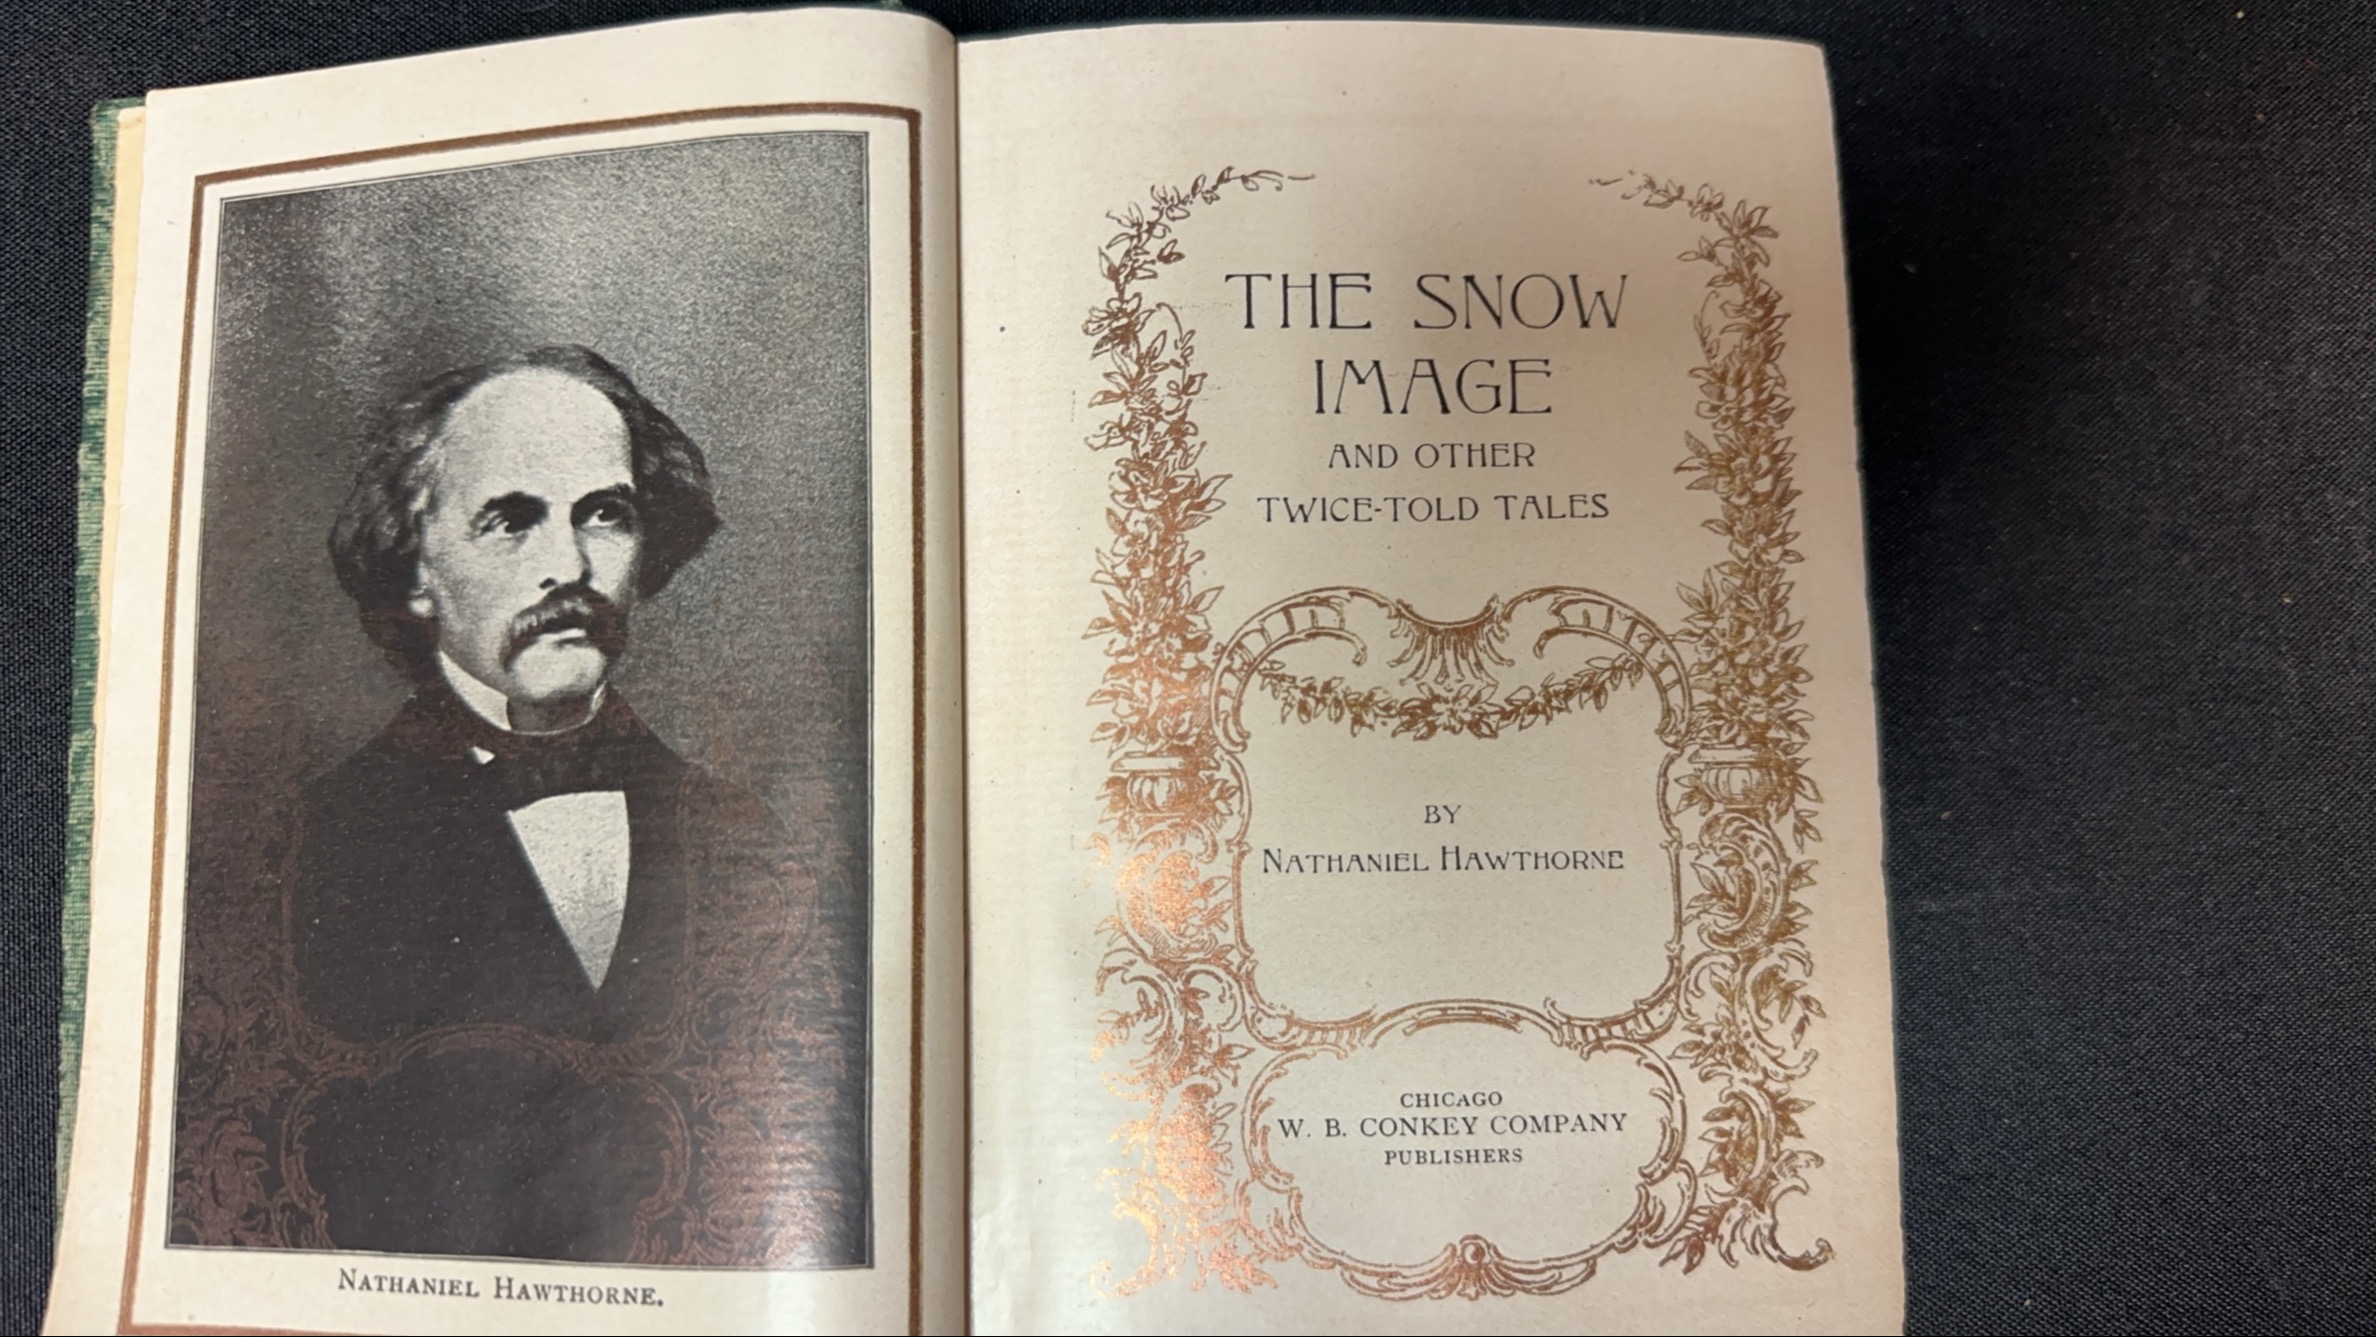 NATHANIEL HAWTHORNE.
THE SNOW
IMAGE
AND OTHER
TWICE-TOLD TALES
BY
NATHANIEL HAWTHORNE
CHICAGO
W. B. CONKEY COMPANY
PUBLISHERS